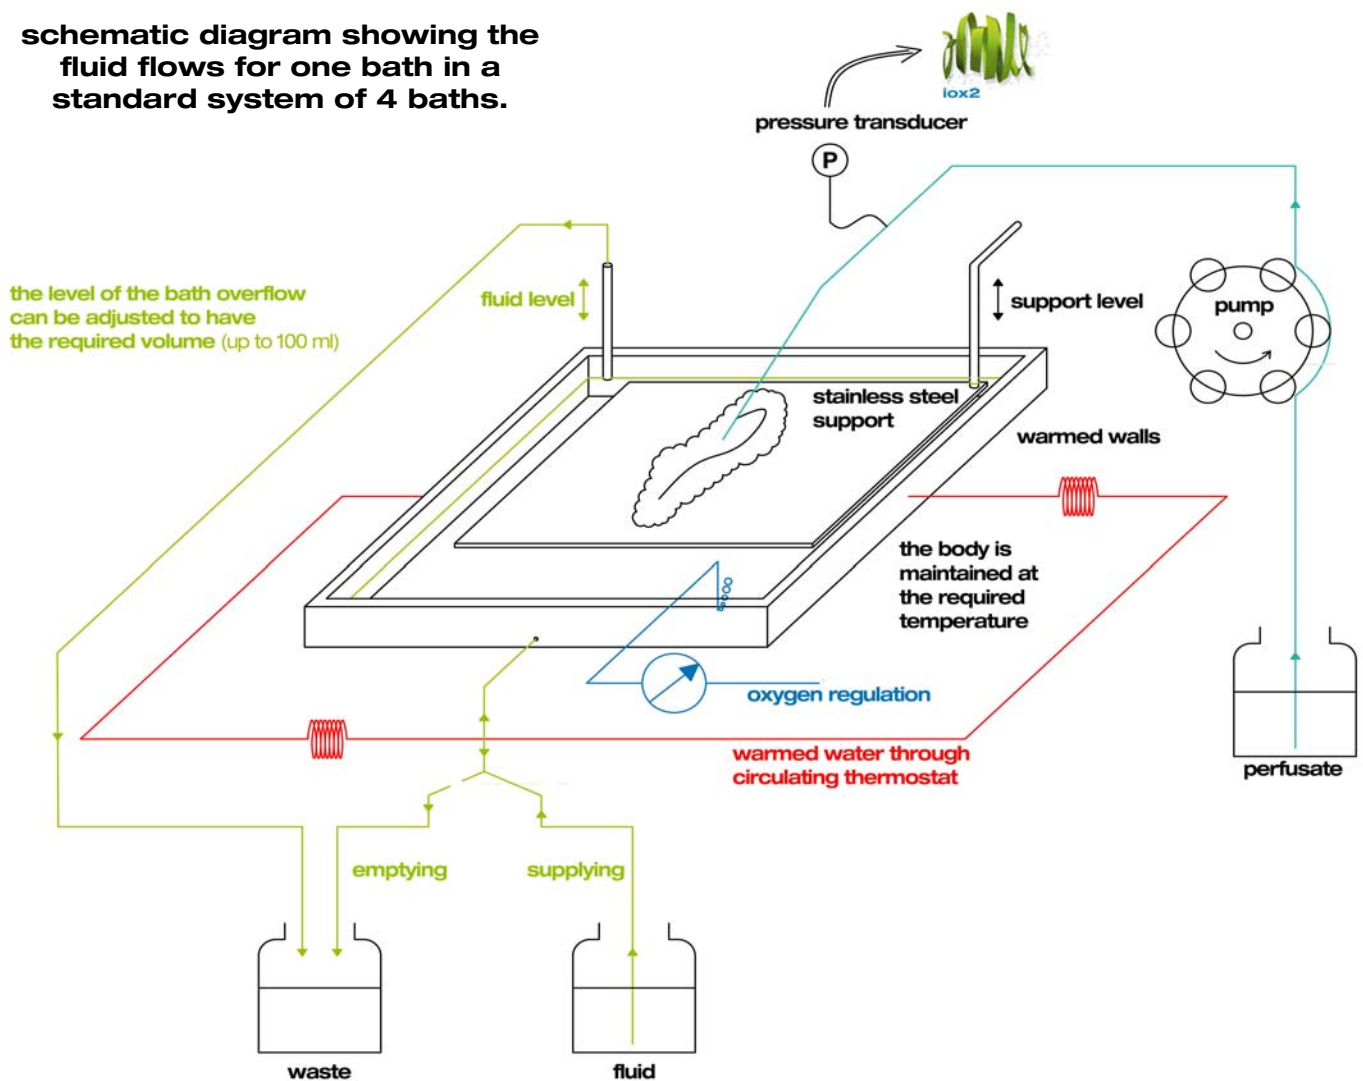 schematic diagram showing the
fluid flows for one bath in a
standard system of 4 baths.
iox2
pressure transducer
P
the level of the bath overflow
can be adjusted to have
the required volume (up to 100 ml)
fluid level
support level
pump
stainless steel
support
warmed walls
the body is
maintained at
the required
temperature
oxygen regulation
warmed water through
circulating thermostat
perfusate
emptying
supplying
waste
fluid